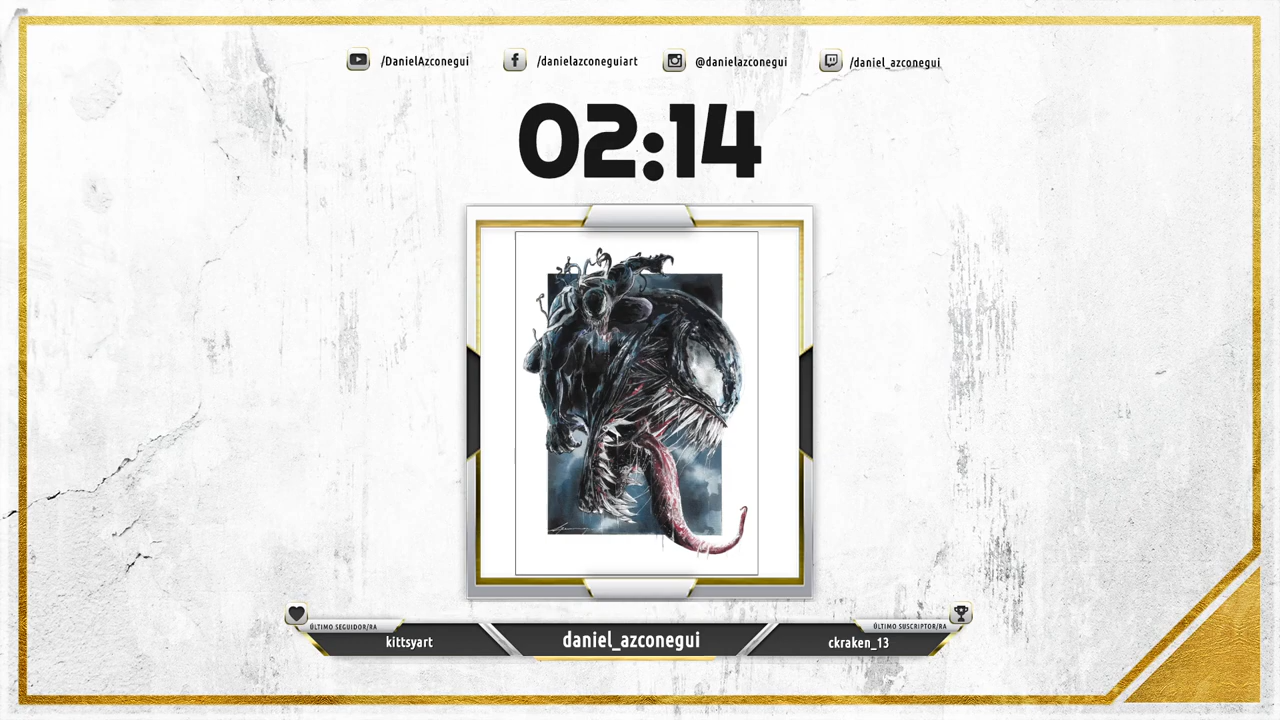 /DanielAzconegui
/danielazconeguiart
@danielazconegui
/daniel_azconegui
02:14
ÚLTIMO SEGUIDOR/RA
kittsyart
daniel_azconegui
ÚLTIMO SUSCRIPTOR/RA
ckraken_13